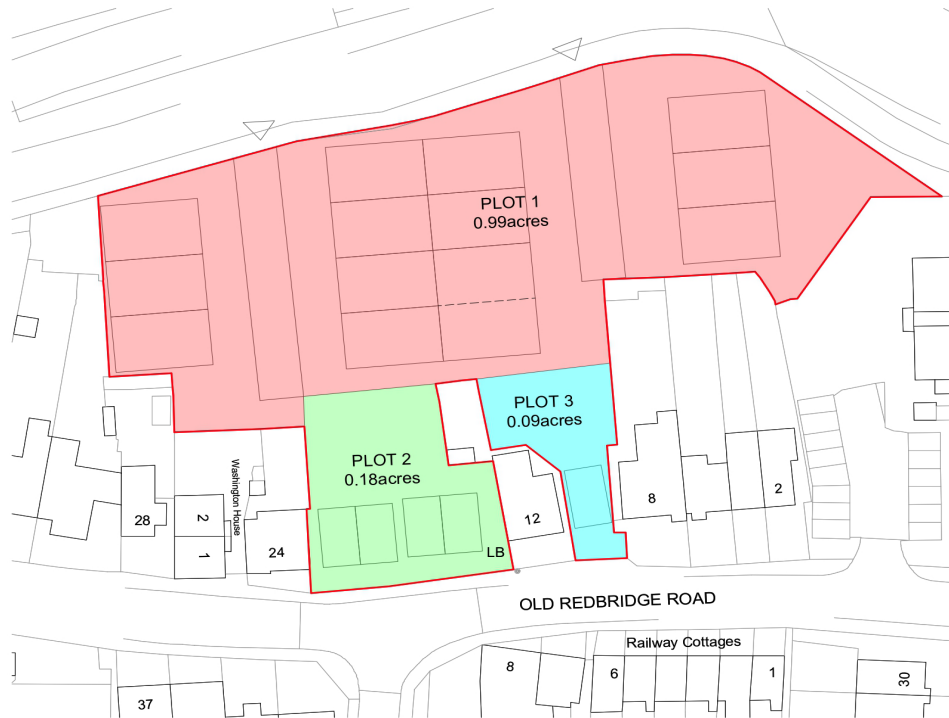 PLOT 1
0.99acres
PLOT 3
0.09acres
PLOT 2
0.18acres
Washington House
28
2
1
24
LB
12
8
2
OLD REDBRIDGE ROAD
Railway Cottages
8
6
1
30
37